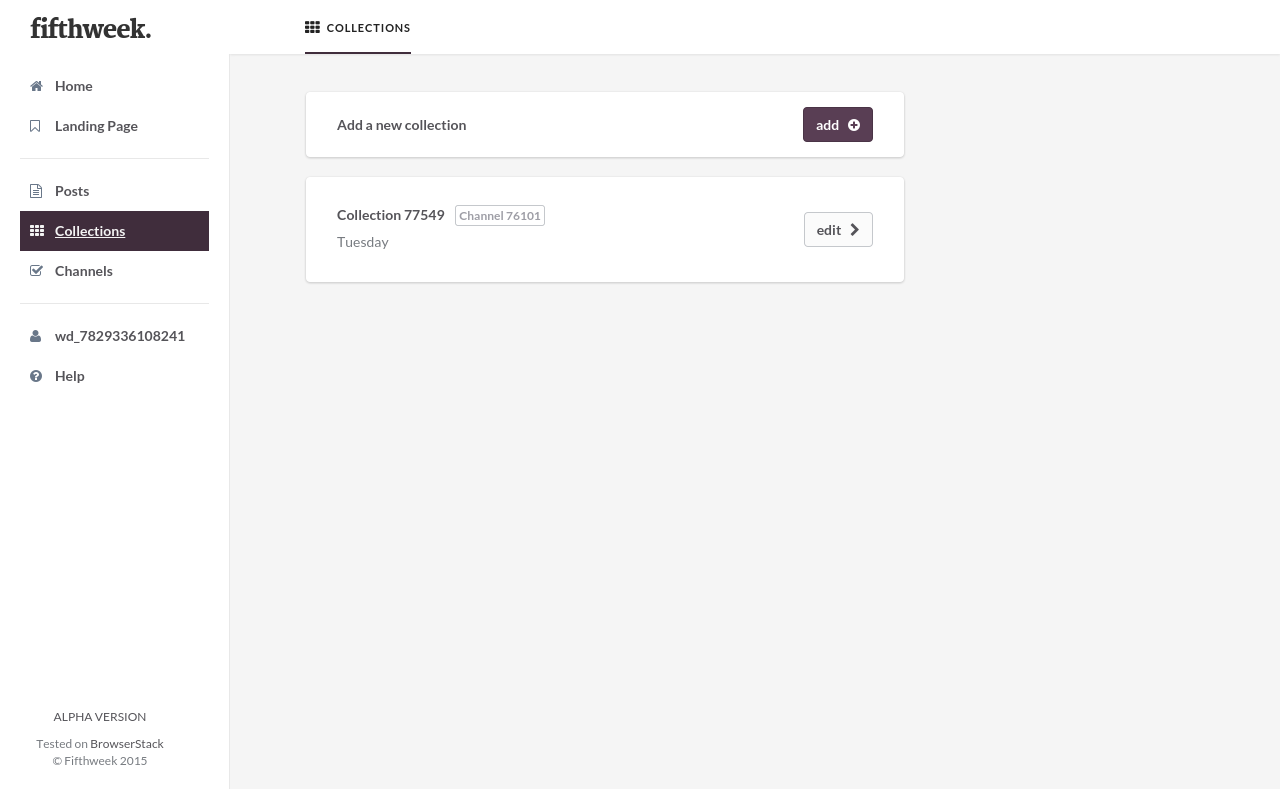 fifthweek.
COLLECTIONS
Home
Landing Page
Posts
Collections
Channels
wd_7829336108241
Help
Add a new collection
add
Collection 77549 Channel 76101
Tuesday
edit
ALPHA VERSION
Tested on BrowserStack
© Fifthweek 2015